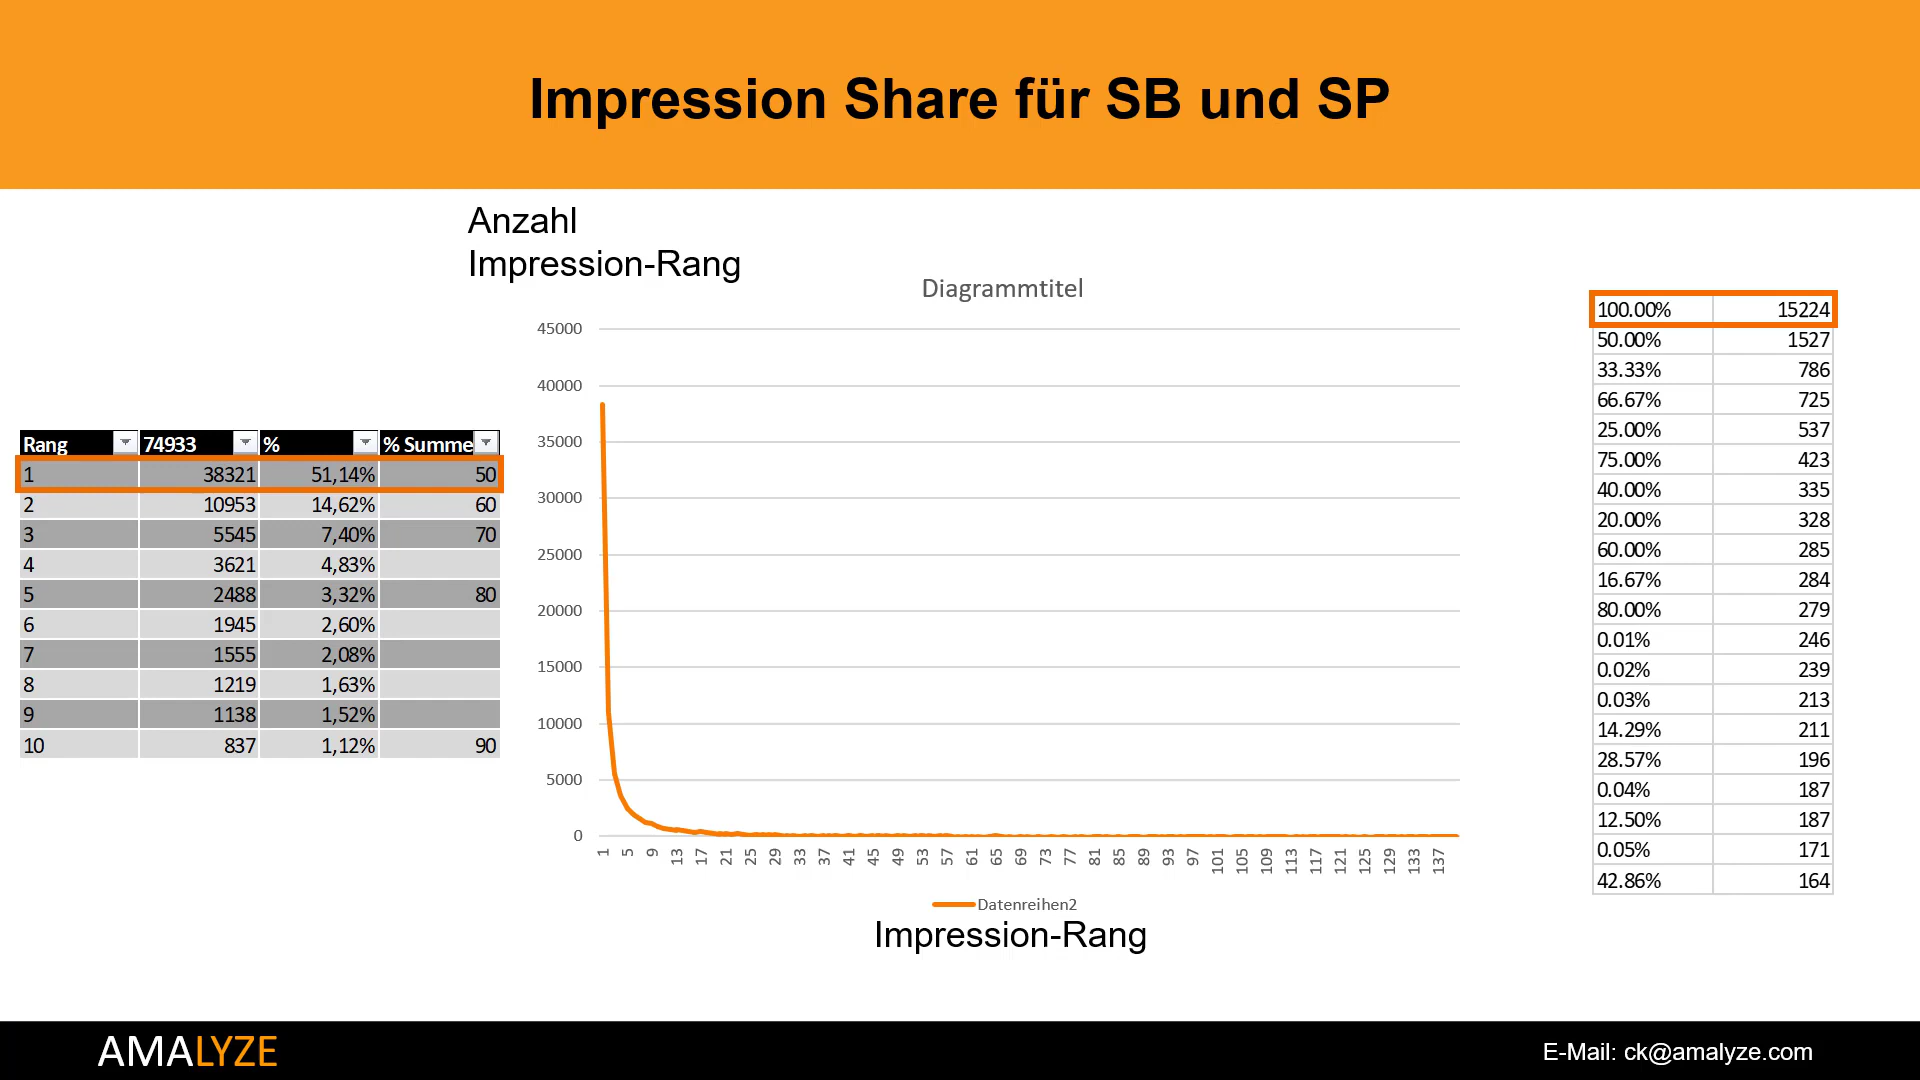 Impression Share für SB und SP
Anzahl
Impression-Rang
Diagrammtitel
Rang 74933 % % Summe
1 38321 51,14% 50
2 10953 14,62% 60
3 5545 7,40% 70
4 3621 4,83%
5 2488 3,32% 80
6 1945 2,60%
7 1555 2,08%
8 1219 1,63%
9 1138 1,52%
10 837 1,12% 90
45000
40000
35000
30000
25000
20000
15000
10000
5000
0
1 5 9 13 17 21 25 29 33 37 41 45 49 53 57 61 65 69 73 77 81 85 89 93 97 101 105 109 113 117 121 125 129 133 137
Datenreihen2
Impression-Rang
100.00% 15224
50.00% 1527
33.33% 786
66.67% 725
25.00% 537
75.00% 423
40.00% 335
20.00% 328
60.00% 285
16.67% 284
80.00% 279
0.01% 246
0.02% 239
0.03% 213
14.29% 211
28.57% 196
0.04% 187
12.50% 187
0.05% 171
42.86% 164
AMALYZE
E-Mail: ck@amalyze.com